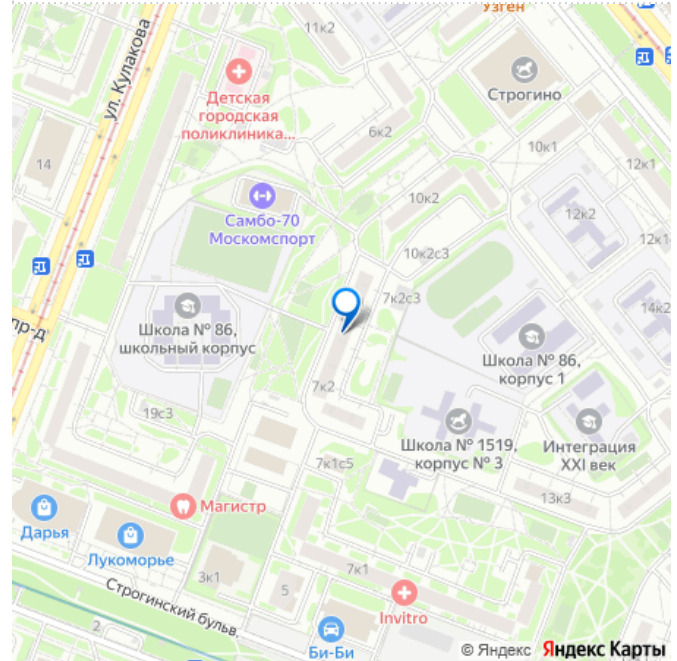 Узген
11к2
ул. Кулакова
Строгино
Детская
городская
поликлиника...
6к2
14
10к1
12к1
10к2
12к2
Самбо-70
Москомспорт
12к1
10к2с3
7к2с3
14к2
пр-д
Школа № 86,
школьный корпус
Школа № 86,
корпус 1
7к2
19с3
Школа № 1519,
корпус № 3
Интеграция
XXI век
7к1с5
13к3
Магистр
Дарья
Лукоморье
3к1
5
7к1
Строгинский бульв.
Invitro
2
Би-Би
© Яндекс Яндекс Карты